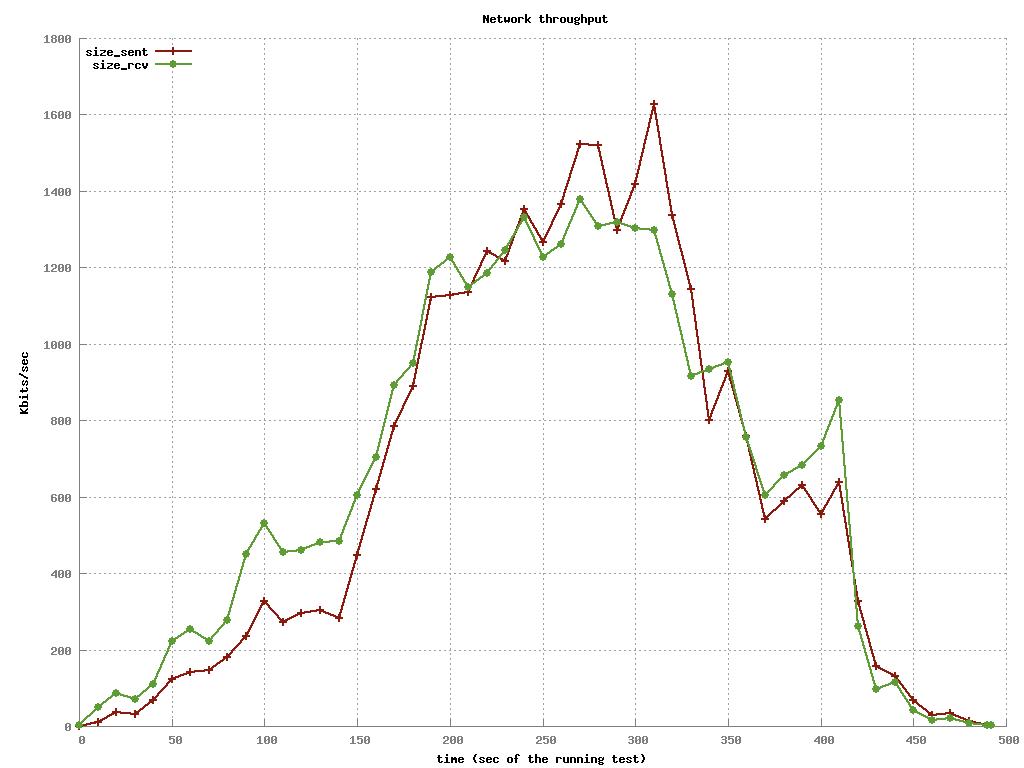 Network throughput
size_sent
size_rcv
1800
1600
1400
1200
1000
800
600
400
200
0
Kbits/sec
0 50 100 150 200 250 300 350 400 450 500
time (sec of the running test)